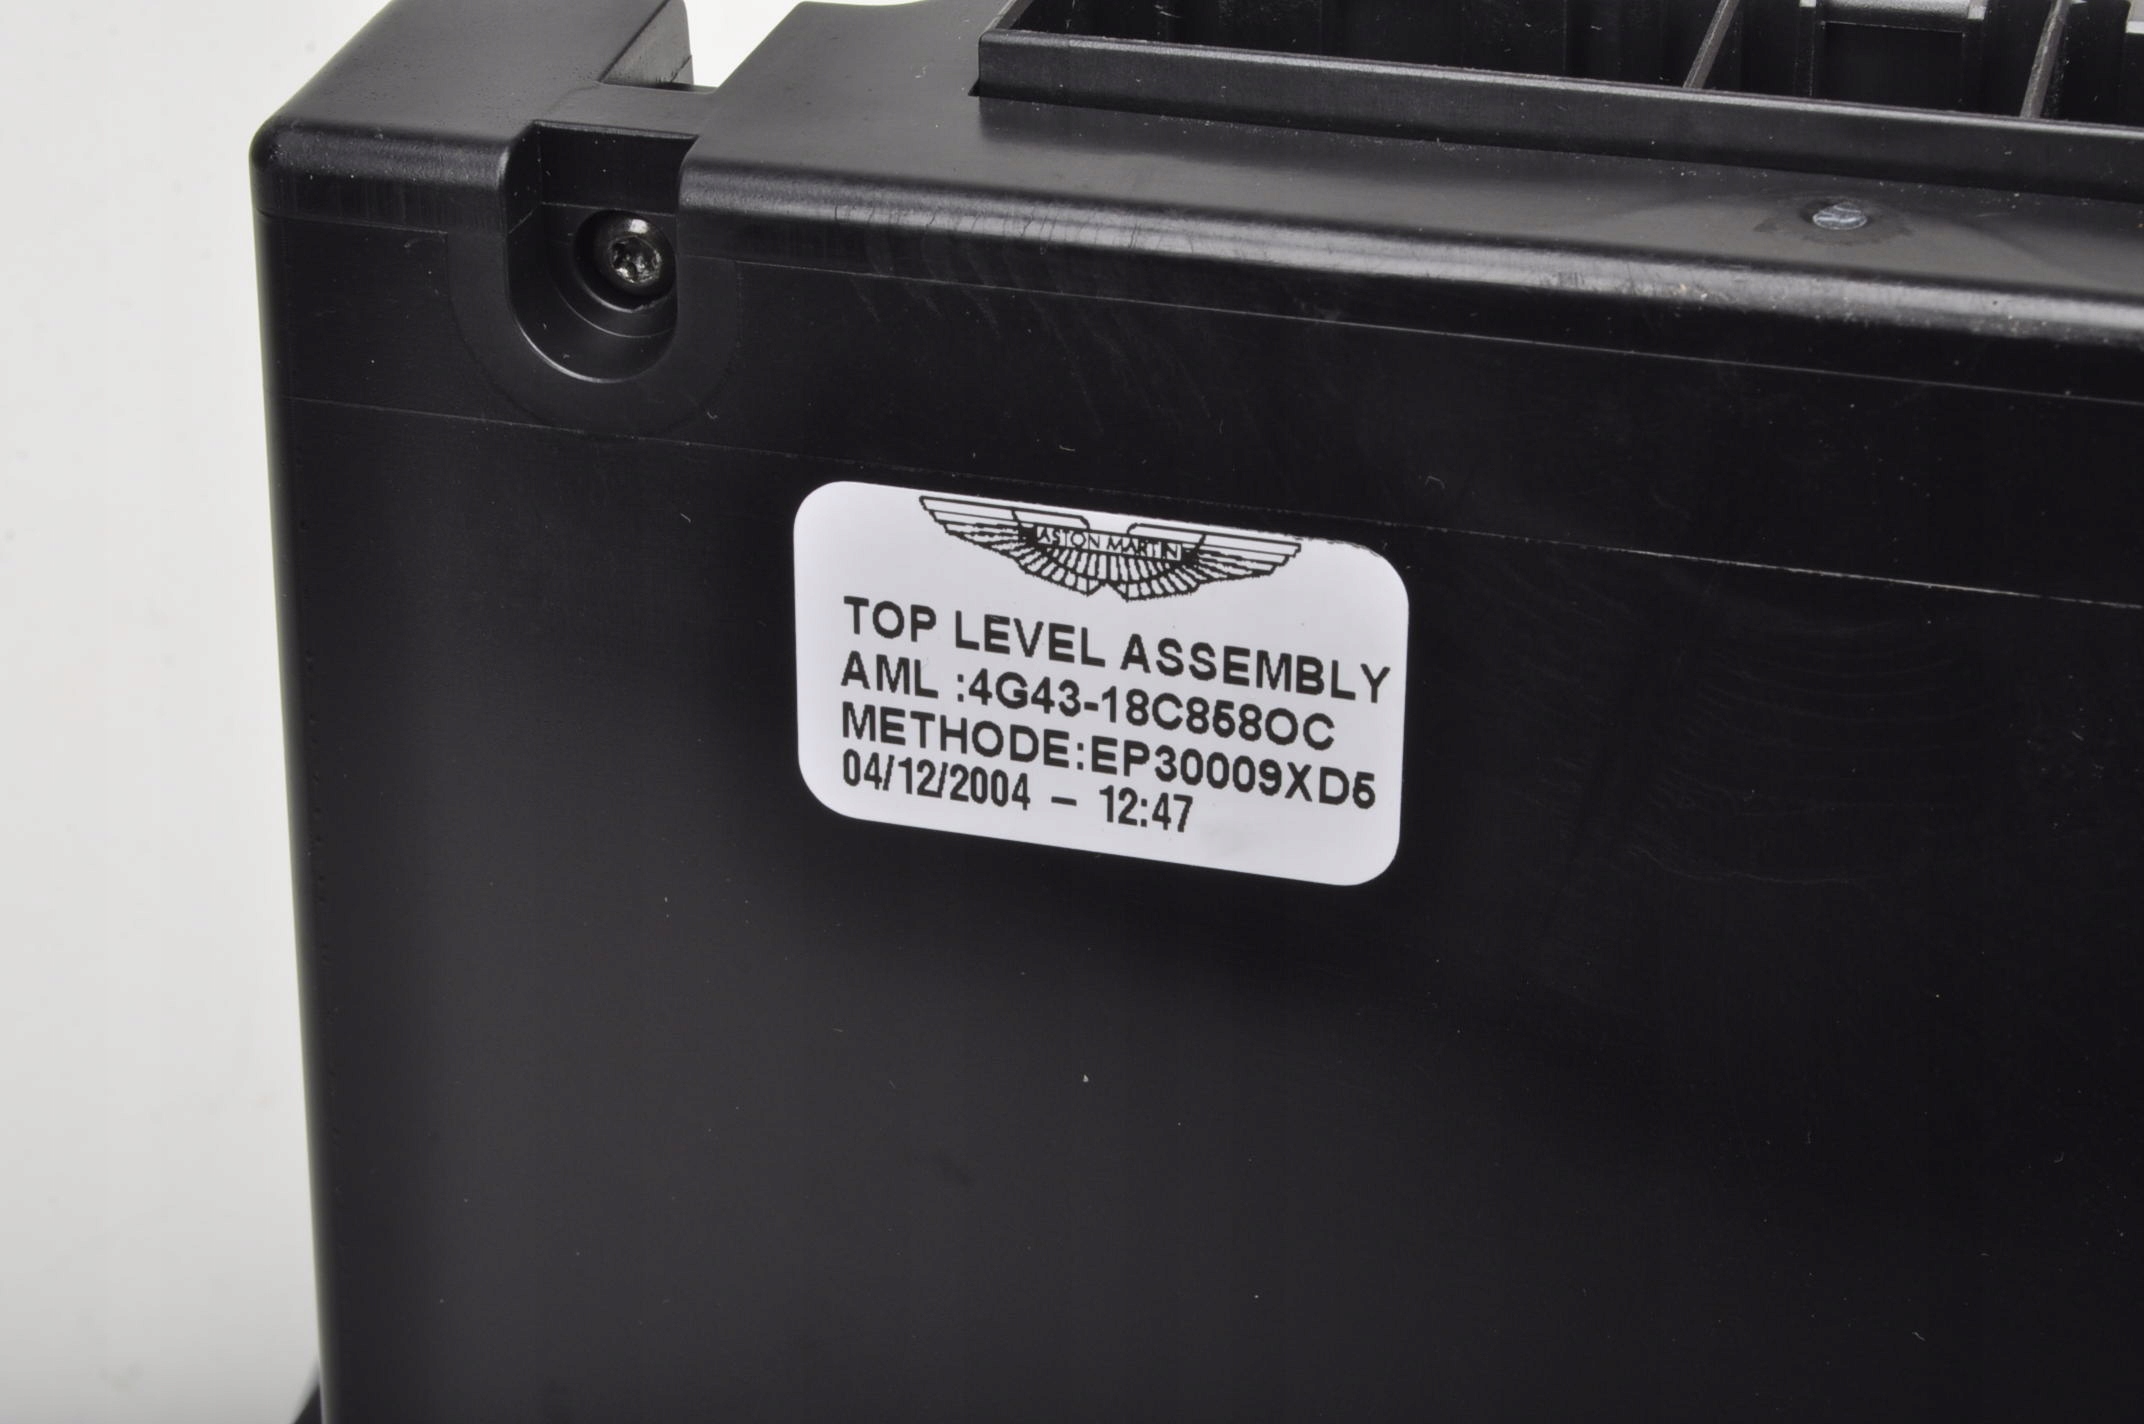 ASTON MARTIN
TOP LEVEL ASSEMBLY
AML :4G43-18C858OC
METHODE:EP30009XD5
04/12/2004 - 12:47